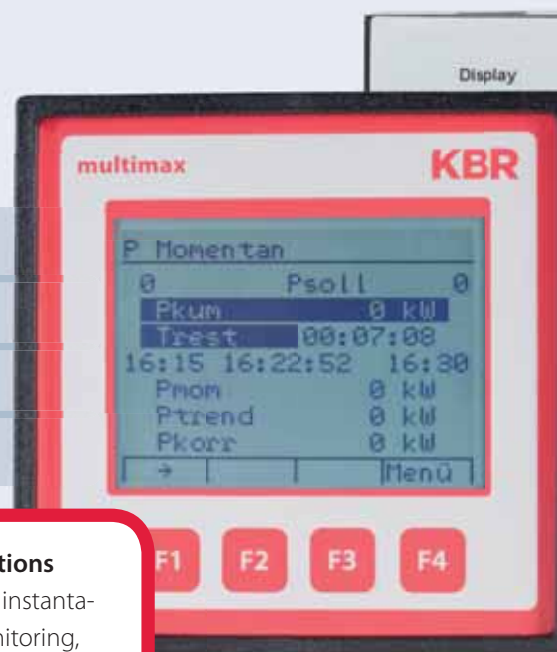 Display
multimax KBR
P Momentan
0 Psoll 0
Pkum 0 kW
Trest 00:07:08
16:15 16:22:52 16:30
Pmom 0 kW
Ptrend 0 kW
Pkorr 0 kW
→ Menü
F1 F2 F3 F4
tions
instanta-
nitoring,